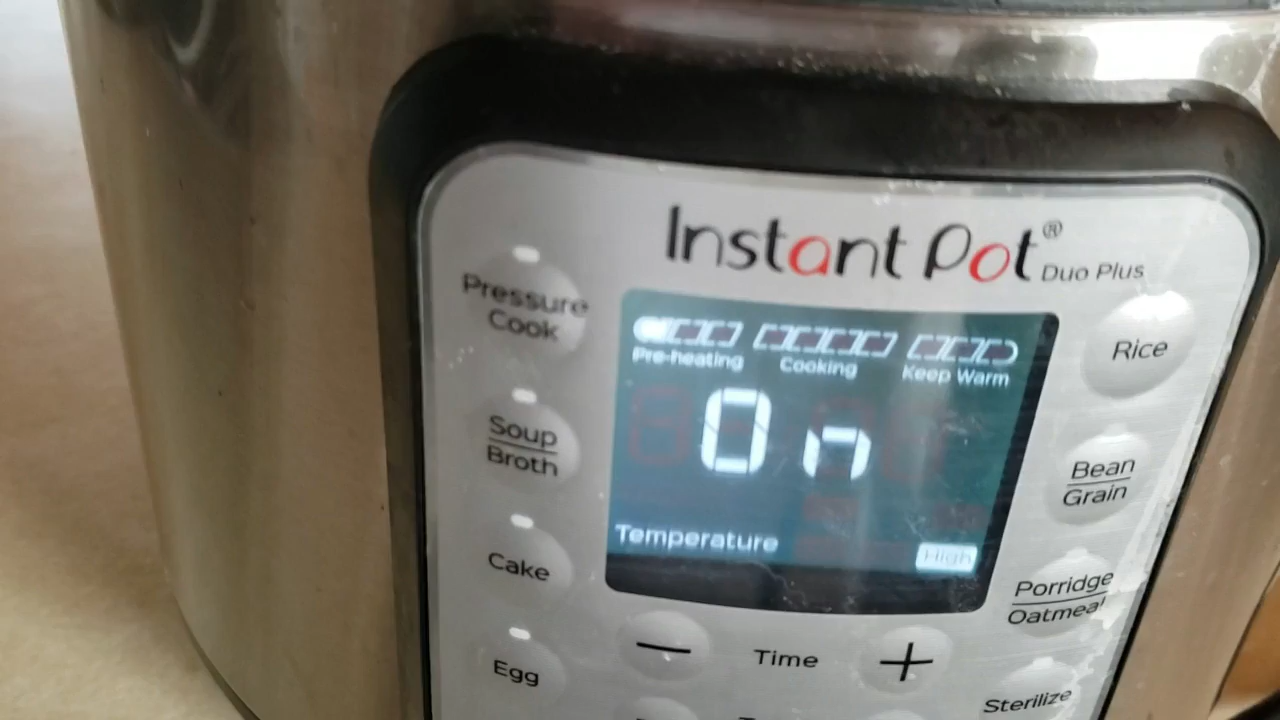 Instant Pot®
Duo Plus
Pressure
Cook
Soup
Broth
Cake
Egg
Pre-heating
Cooking
Keep Warm
On
Temperature
High
Time
Rice
Bean
Grain
Porridge
Oatmeal
Sterilize